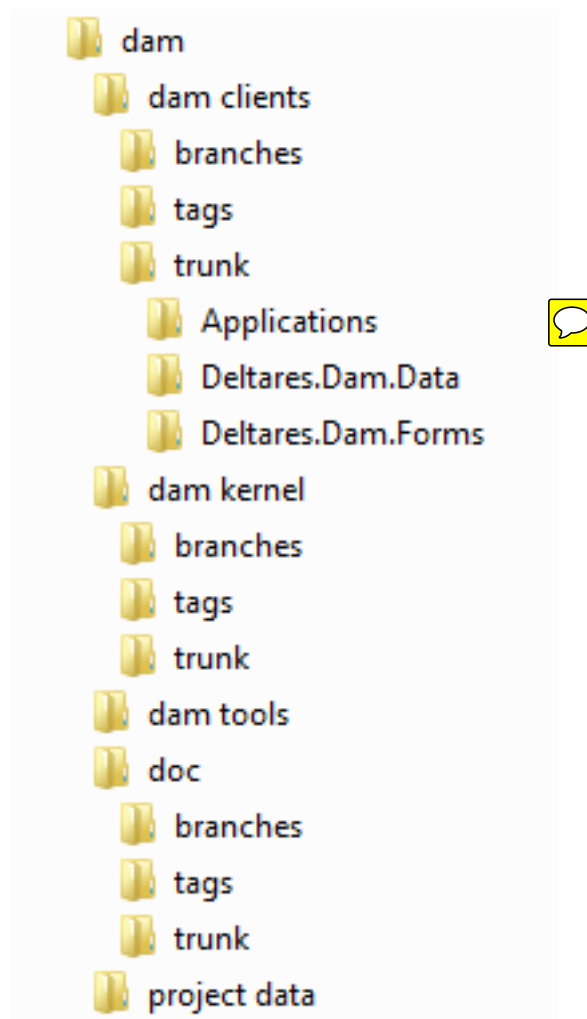 dam
dam clients
branches
tags
trunk
Applications
Deltares.Dam.Data
Deltares.Dam.Forms
dam kernel
branches
tags
trunk
dam tools
doc
branches
tags
trunk
project data